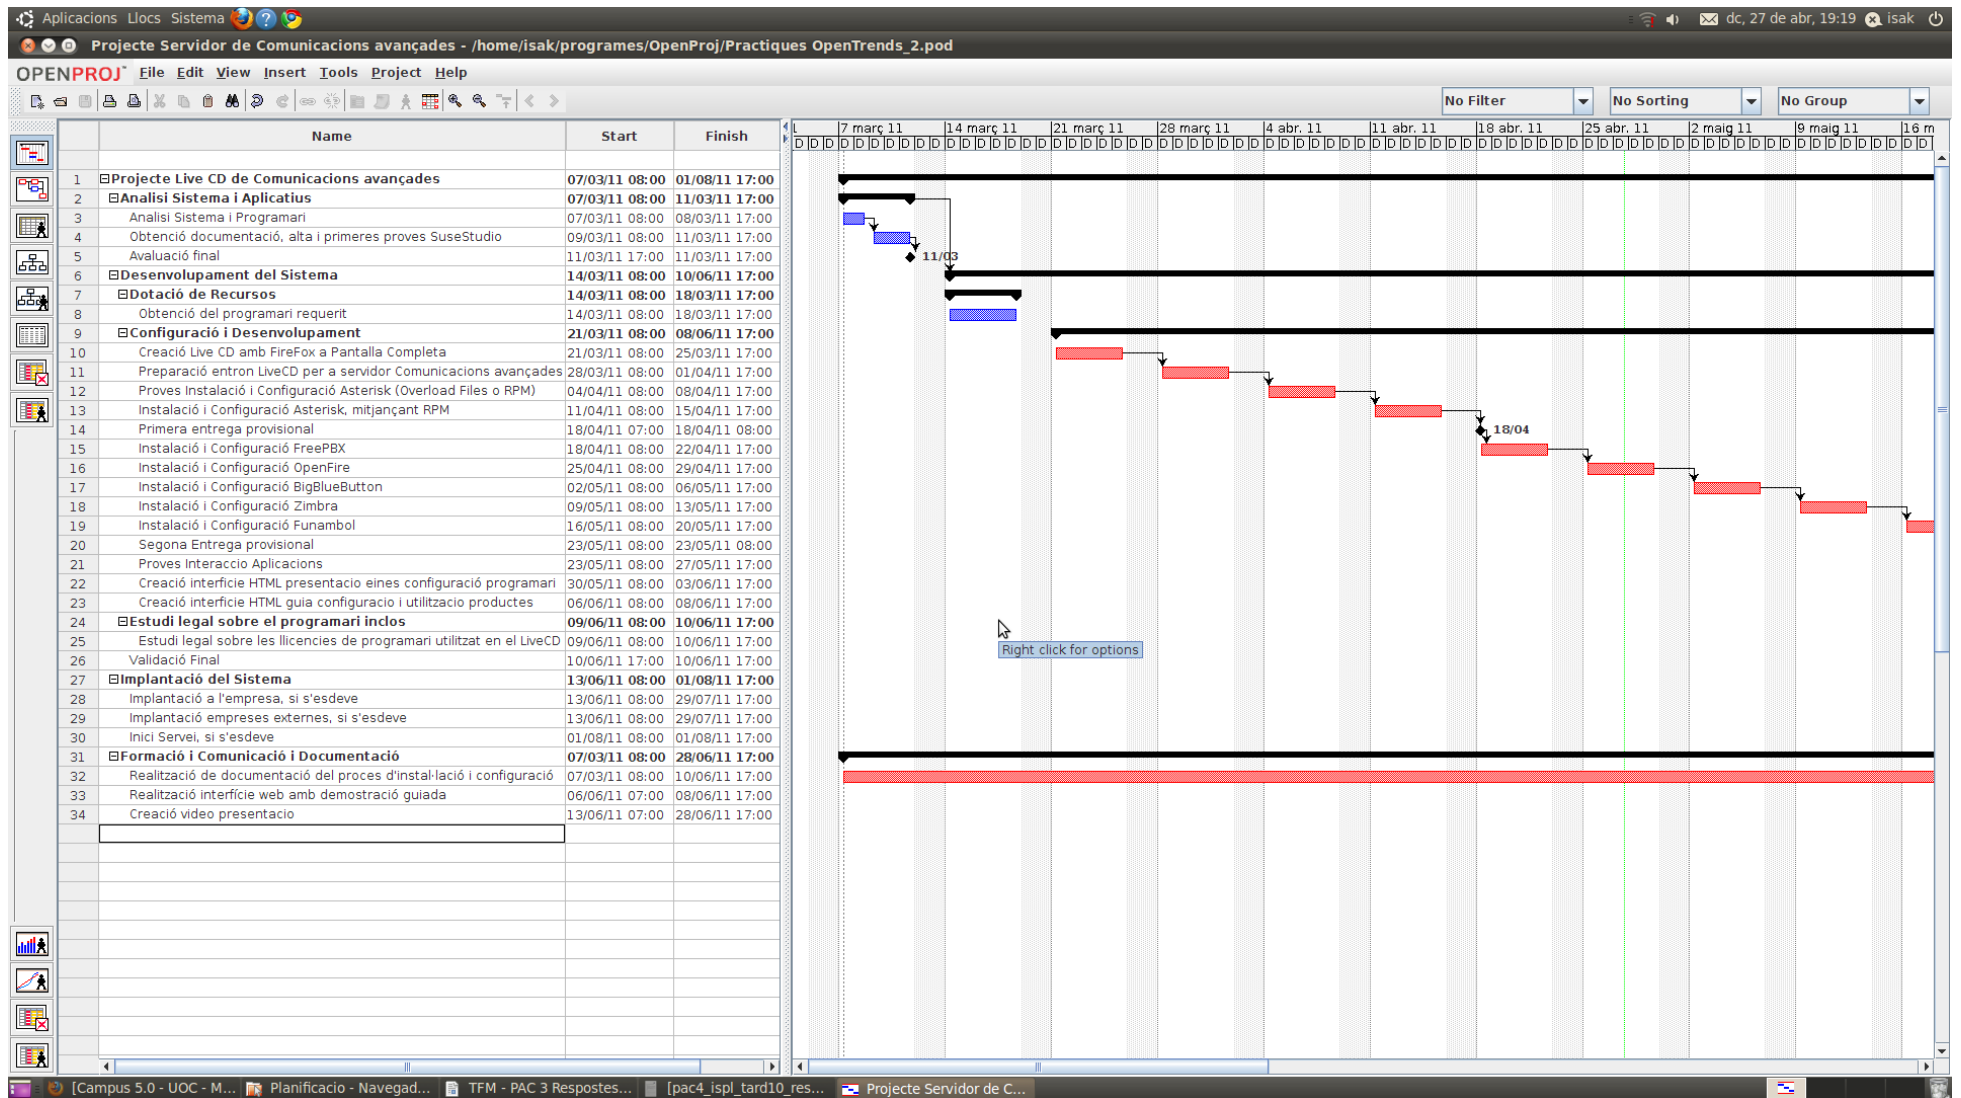 Aplicacions Llocs Sistema dc, 27 de abr, 19:19 isak
Projecte Servidor de Comunicacions avançades - /home/isak/programes/OpenProj/Practiques OpenTrends_2.pod
OPENPROJ File Edit View Insert Tools Project Help
No Filter No Sorting No Group
Name Start Finish
7 març 11 14 març 11 21 març 11 28 març 11 4 abr. 11 11 abr. 11 18 abr. 11 25 abr. 11 2 maig 11 9 maig 11 16 m
D D D D D D D D D D D D D D D D D D D D D D D D D D D D D D D D D D D D D D D D D D D D D D D D D D D D D D D D D D D D D D D D D D D D D D D D D D D
1 Projecte Live CD de Comunicacions avançades 07/03/11 08:00 01/08/11 17:00
2 Analisi Sistema i Aplicatius 07/03/11 08:00 11/03/11 17:00
3 Analisi Sistema i Programari 07/03/11 08:00 08/03/11 17:00
4 Obtenció documentació, alta i primeres proves SuseStudio 09/03/11 08:00 11/03/11 17:00
5 Avaluació final 11/03/11 17:00 11/03/11 17:00 11/03
6 Desenvolupament del Sistema 14/03/11 08:00 10/06/11 17:00
7 Dotació de Recursos 14/03/11 08:00 18/03/11 17:00
8 Obtención del programari requerit 14/03/11 08:00 18/03/11 17:00
9 Configuració i Desenvolupament 21/03/11 08:00 08/06/11 17:00
10 Creació Live CD amb FireFox a Pantalla Completa 21/03/11 08:00 25/03/11 17:00
11 Preparació entron LiveCD per a servidor Comunicacions avançades 28/03/11 08:00 01/04/11 17:00
12 Proves Instalació i Configuració Asterisk (Overload Files o RPM) 04/04/11 08:00 08/04/11 17:00
13 Instalació i Configuració Asterisk, mitjançant RPM 11/04/11 08:00 15/04/11 17:00
14 Primera entrega provisional 18/04/11 07:00 18/04/11 08:00 18/04
15 Instalació i Configuració FreePBX 18/04/11 08:00 22/04/11 17:00
16 Instalació i Configuració OpenFire 25/04/11 08:00 29/04/11 17:00
17 Instalació i Configuració BigBlueButton 02/05/11 08:00 06/05/11 17:00
18 Instalació i Configuració Zimbra 09/05/11 08:00 13/05/11 17:00
19 Instalació i Configuració Funambol 16/05/11 08:00 20/05/11 17:00
20 Segona Entrega provisional 23/05/11 08:00 23/05/11 08:00
21 Proves Interaccio Aplicacions 23/05/11 08:00 27/05/11 17:00
22 Creació interficie HTML presentacio eines configuració programari 30/05/11 08:00 03/06/11 17:00
23 Creació interficie HTML guia configuracio i utilitzacio productes 06/06/11 08:00 08/06/11 17:00
24 Estudi legal sobre el programari inclos 09/06/11 08:00 10/06/11 17:00
25 Estudi legal sobre les llicencies de programari utilitzat en el LiveCD 09/06/11 08:00 10/06/11 17:00
Right click for options
26 Validació Final 10/06/11 17:00 10/06/11 17:00
27 Implantació del Sistema 13/06/11 08:00 01/08/11 17:00
28 Implantació a l'empresa, si s'esdeve 13/06/11 08:00 29/07/11 17:00
29 Implantació empreses externes, si s'esdeve 13/06/11 08:00 29/07/11 17:00
30 Inici Servei, si s'esdeve 01/08/11 08:00 01/08/11 17:00
31 Formació i Comunicació i Documentació 07/03/11 08:00 28/06/11 17:00
32 Realització de documentació del proces d'instal·lació i configuració 07/03/11 08:00 10/06/11 17:00
33 Realització interfície web amb demostració guiada 06/06/11 07:00 08/06/11 17:00
34 Creació video presentacio 13/06/11 07:00 28/06/11 17:00
[Campus 5.0 - UOC - M... Planificacio - Navegad... TFM - PAC 3 Respostes... [pac4_ispl_tard10_res... Projecte Servidor de C...